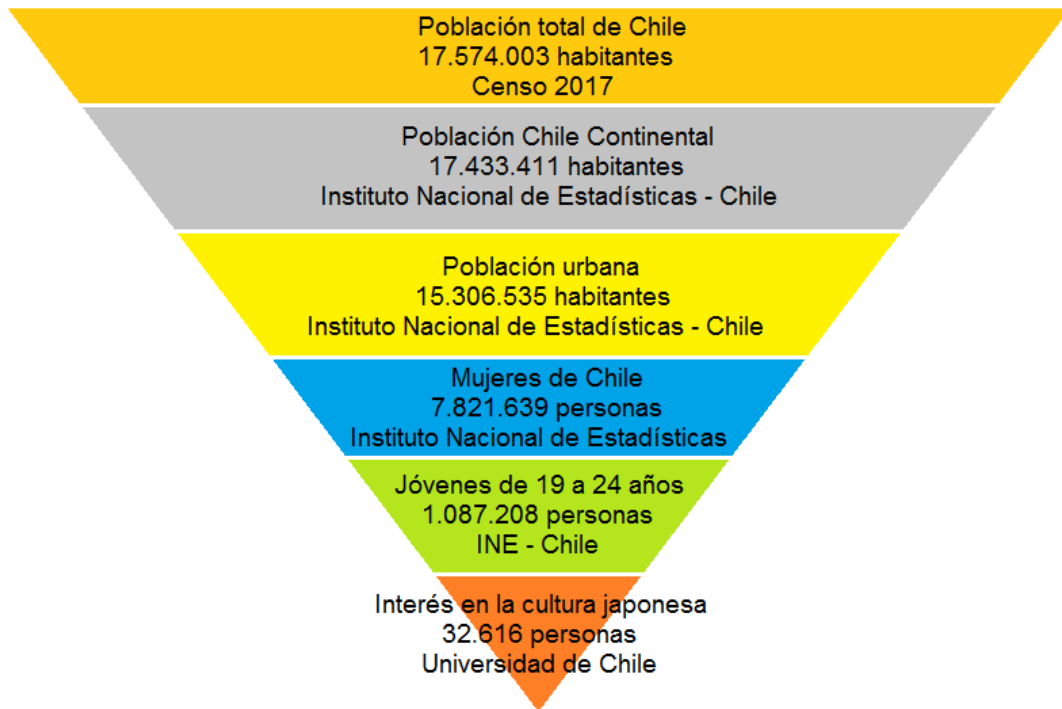 Población total de Chile
17.574.003 habitantes
Censo 2017
Población Chile Continental
17.433.411 habitantes
Instituto Nacional de Estadísticas - Chile
Población urbana
15.306.535 habitantes
Instituto Nacional de Estadísticas - Chile
Mujeres de Chile
7.821.639 personas
Instituto Nacional de Estadísticas
Jóvenes de 19 a 24 años
1.087.208 personas
INE - Chile
Interés en la cultura japonesa
32.616 personas
Universidad de Chile